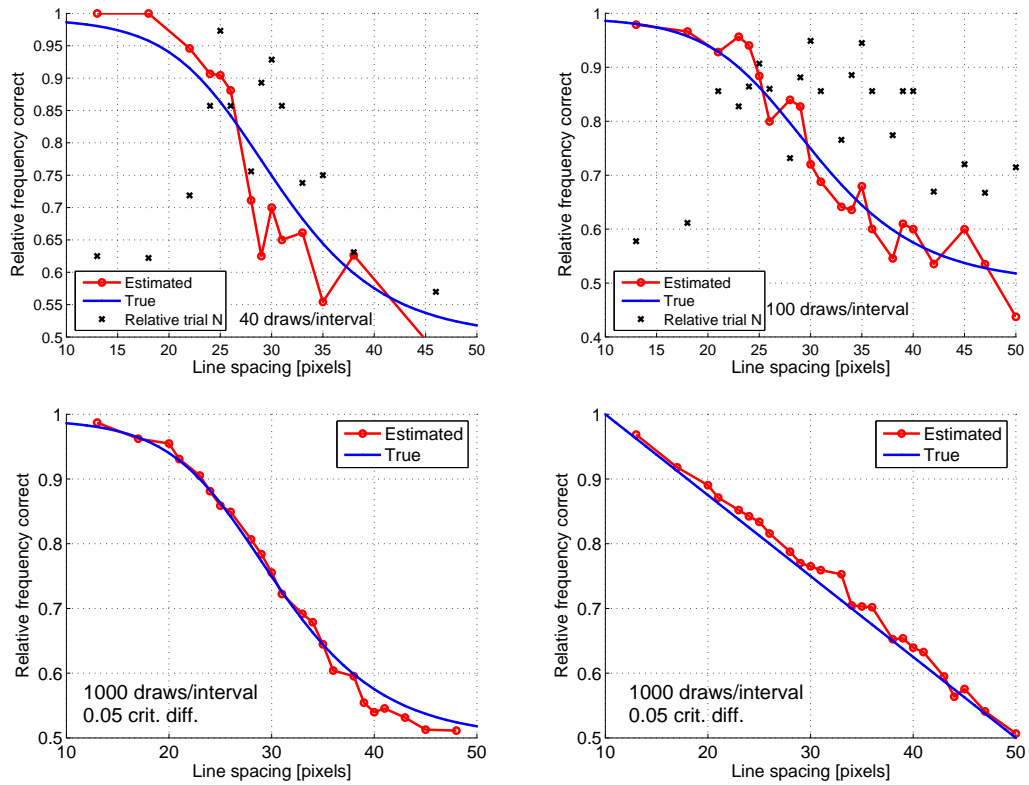 1
0.95
0.9
0.85
0.8
0.75
0.7
0.65
0.6
0.55
0.5
Relative frequency correct
Estimated
True
Relative trial N
40 draws/interval
10 15 20 25 30 35 40 45 50
Line spacing [pixels]
1
0.9
0.8
0.7
0.6
0.5
0.4
Relative frequency correct
Estimated
True
Relative trial N
100 draws/interval
10 15 20 25 30 35 40 45 50
Line spacing [pixels]
1
0.9
0.8
0.7
0.6
0.5
Relative frequency correct
Estimated
True
1000 draws/interval
0.05 crit. diff.
10 20 30 40 50
Line spacing [pixels]
1
0.9
0.8
0.7
0.6
0.5
Relative frequency correct
Estimated
True
1000 draws/interval
0.05 crit. diff.
10 15 20 25 30 35 40 45 50
Line spacing [pixels]